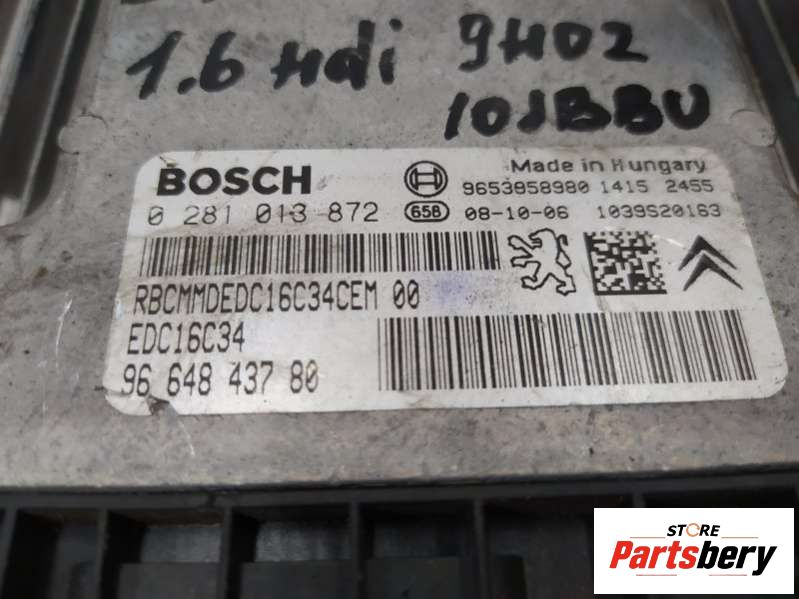 1.6 HDi 9H02
10JBBU
BOSCH
Made in Hungary
9653958980 1415 2455
0 281 013 872 656 08-10-06 1039S20163
RBCMMDEDC16C34CEM 00
EDC16C34
96 648 437 80
STORE
Partsbery